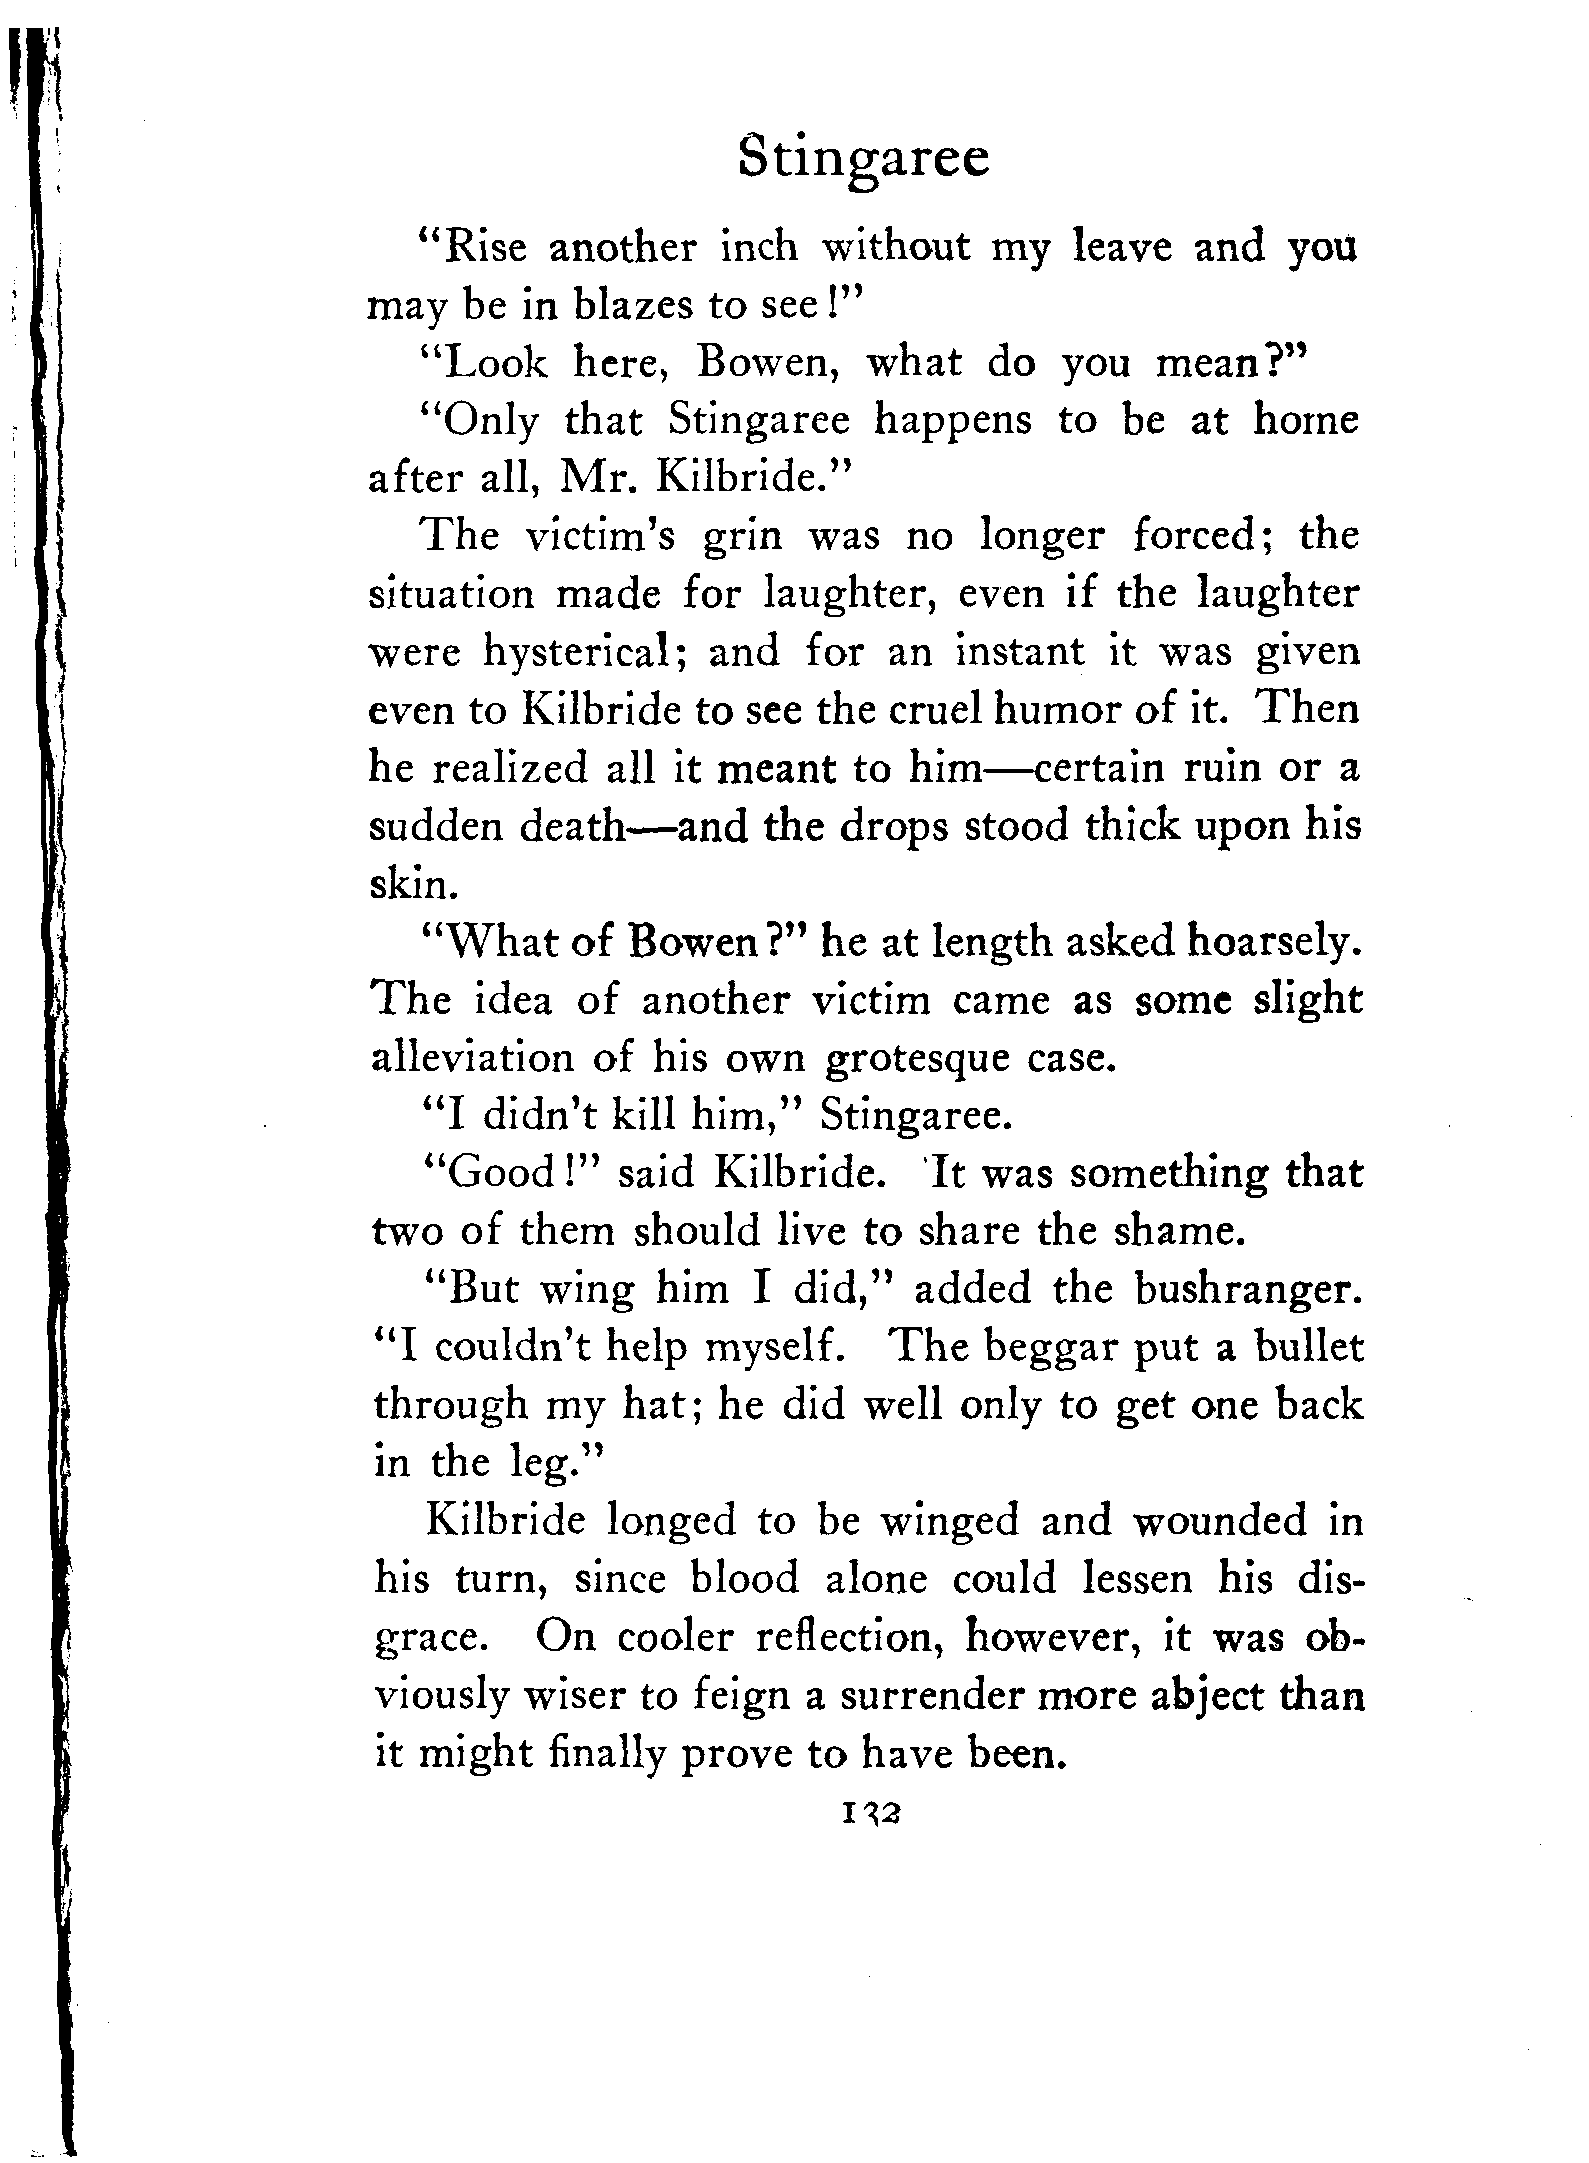 Stingaree
“Rise another inch without my leave and you
may be in blazes to see!”
“Look here, Bowen, what do you mean?”
“Only that Stingaree happens to be at home
after all, Mr. Kilbride.”
The victim’s grin was no longer forced; the
situation made for laughter, even if the laughter
were hysterical; and for an instant it was given
even to Kilbride to see the cruel humor of it. Then
he realized all it meant to him—certain ruin or a
sudden death—and the drops stood thick upon his
skin.
“What of Bowen?” he at length asked hoarsely.
The idea of another victim came as some slight
alleviation of his own grotesque case.
“I didn’t kill him,” Stingaree.
“Good!” said Kilbride. It was something that
two of them should live to share the shame.
“But wing him I did,” added the bushranger.
“I couldn’t help myself. The beggar put a bullet
through my hat; he did well only to get one back
in the leg.”
Kilbride longed to be winged and wounded in
his turn, since blood alone could lessen his dis-
grace. On cooler reflection, however, it was ob-
viously wiser to feign a surrender more abject than
it might finally prove to have been.
132